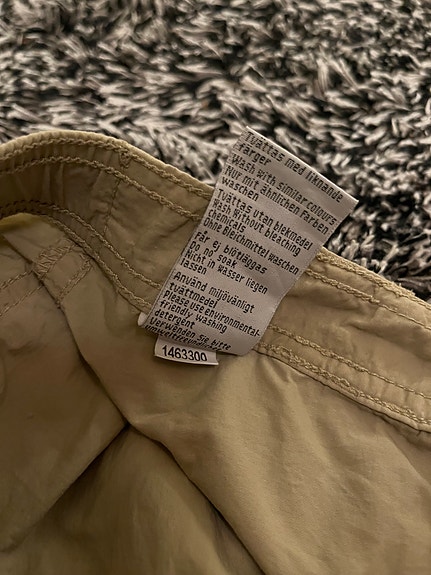 Tvättas med liknande
färger
Wash with similar colours
Nur mit ähnlichen Farben
waschen
Tvättas utan blekmedel
Wash Without bleaching
chemicals
Ohne Bleichmittel waschen
Får ej blötläggas
Do not soak
Nicht in Wasser liegen
lassen
Använd miljövänligt
tvättmedel
Please use environmental-
friendly washing
detergent
Verwenden Sie bitte
1463300